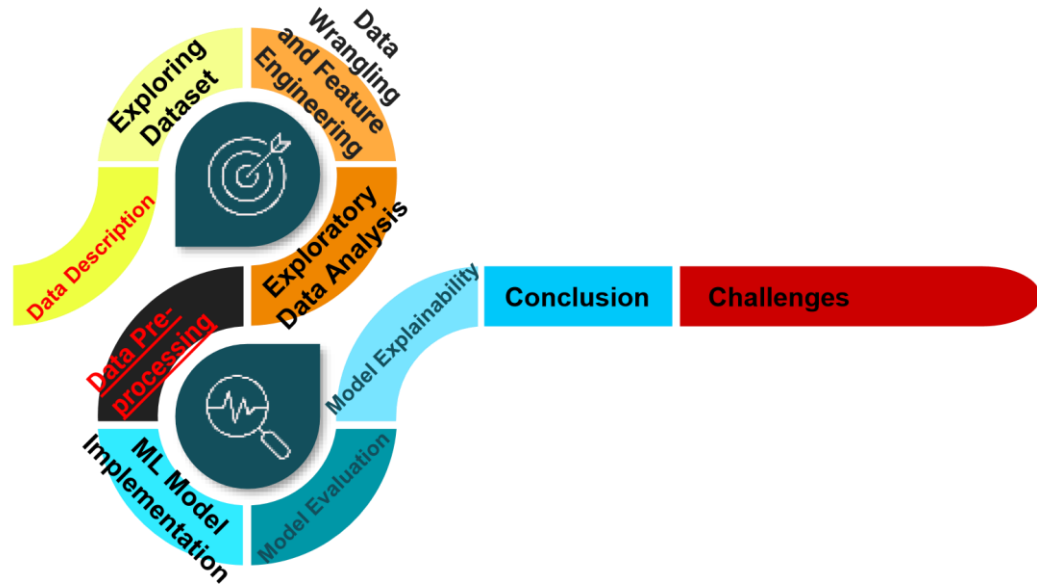 Data Description
Exploring
Dataset
Data
Wrangling
and Feature
Engineering
Exploratory
Data Analysis
Data Pre-
processing
ML Model
Implementation
Model Evaluation
Model Explainability
Conclusion
Challenges